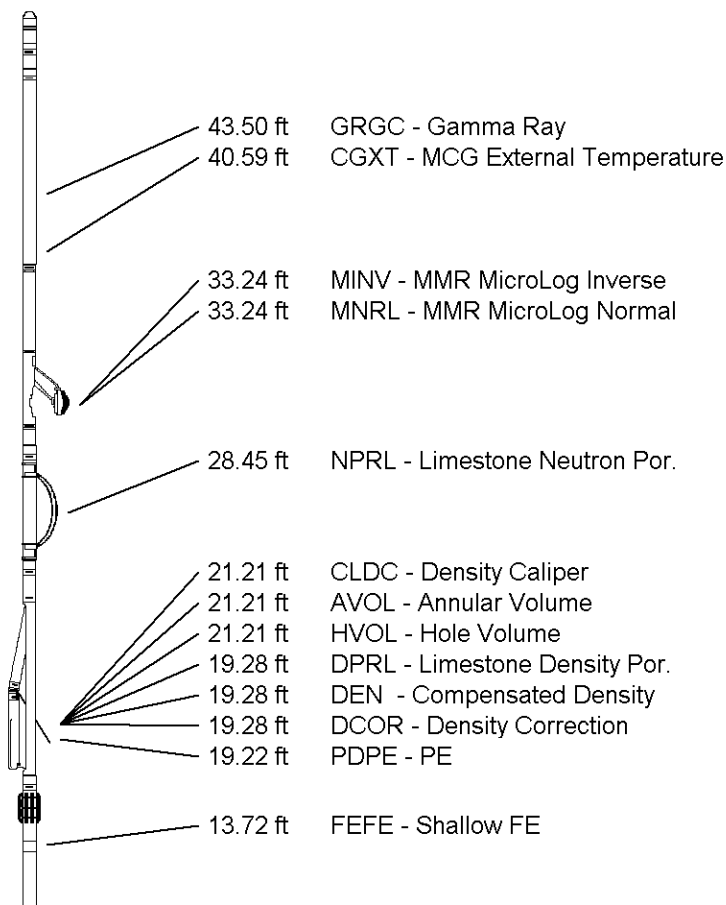 43.50 ft GRGC - Gamma Ray
40.59 ft CGXT - MCG External Temperature
33.24 ft MINV - MMR MicroLog Inverse
33.24 ft MNRL - MMR MicroLog Normal
28.45 ft NPRL - Limestone Neutron Por.
21.21 ft CLDC - Density Caliper
21.21 ft AVOL - Annular Volume
21.21 ft HVOL - Hole Volume
19.28 ft DPRL - Limestone Density Por.
19.28 ft DEN - Compensated Density
19.28 ft DCOR - Density Correction
19.22 ft PDPE - PE
13.72 ft FEFE - Shallow FE